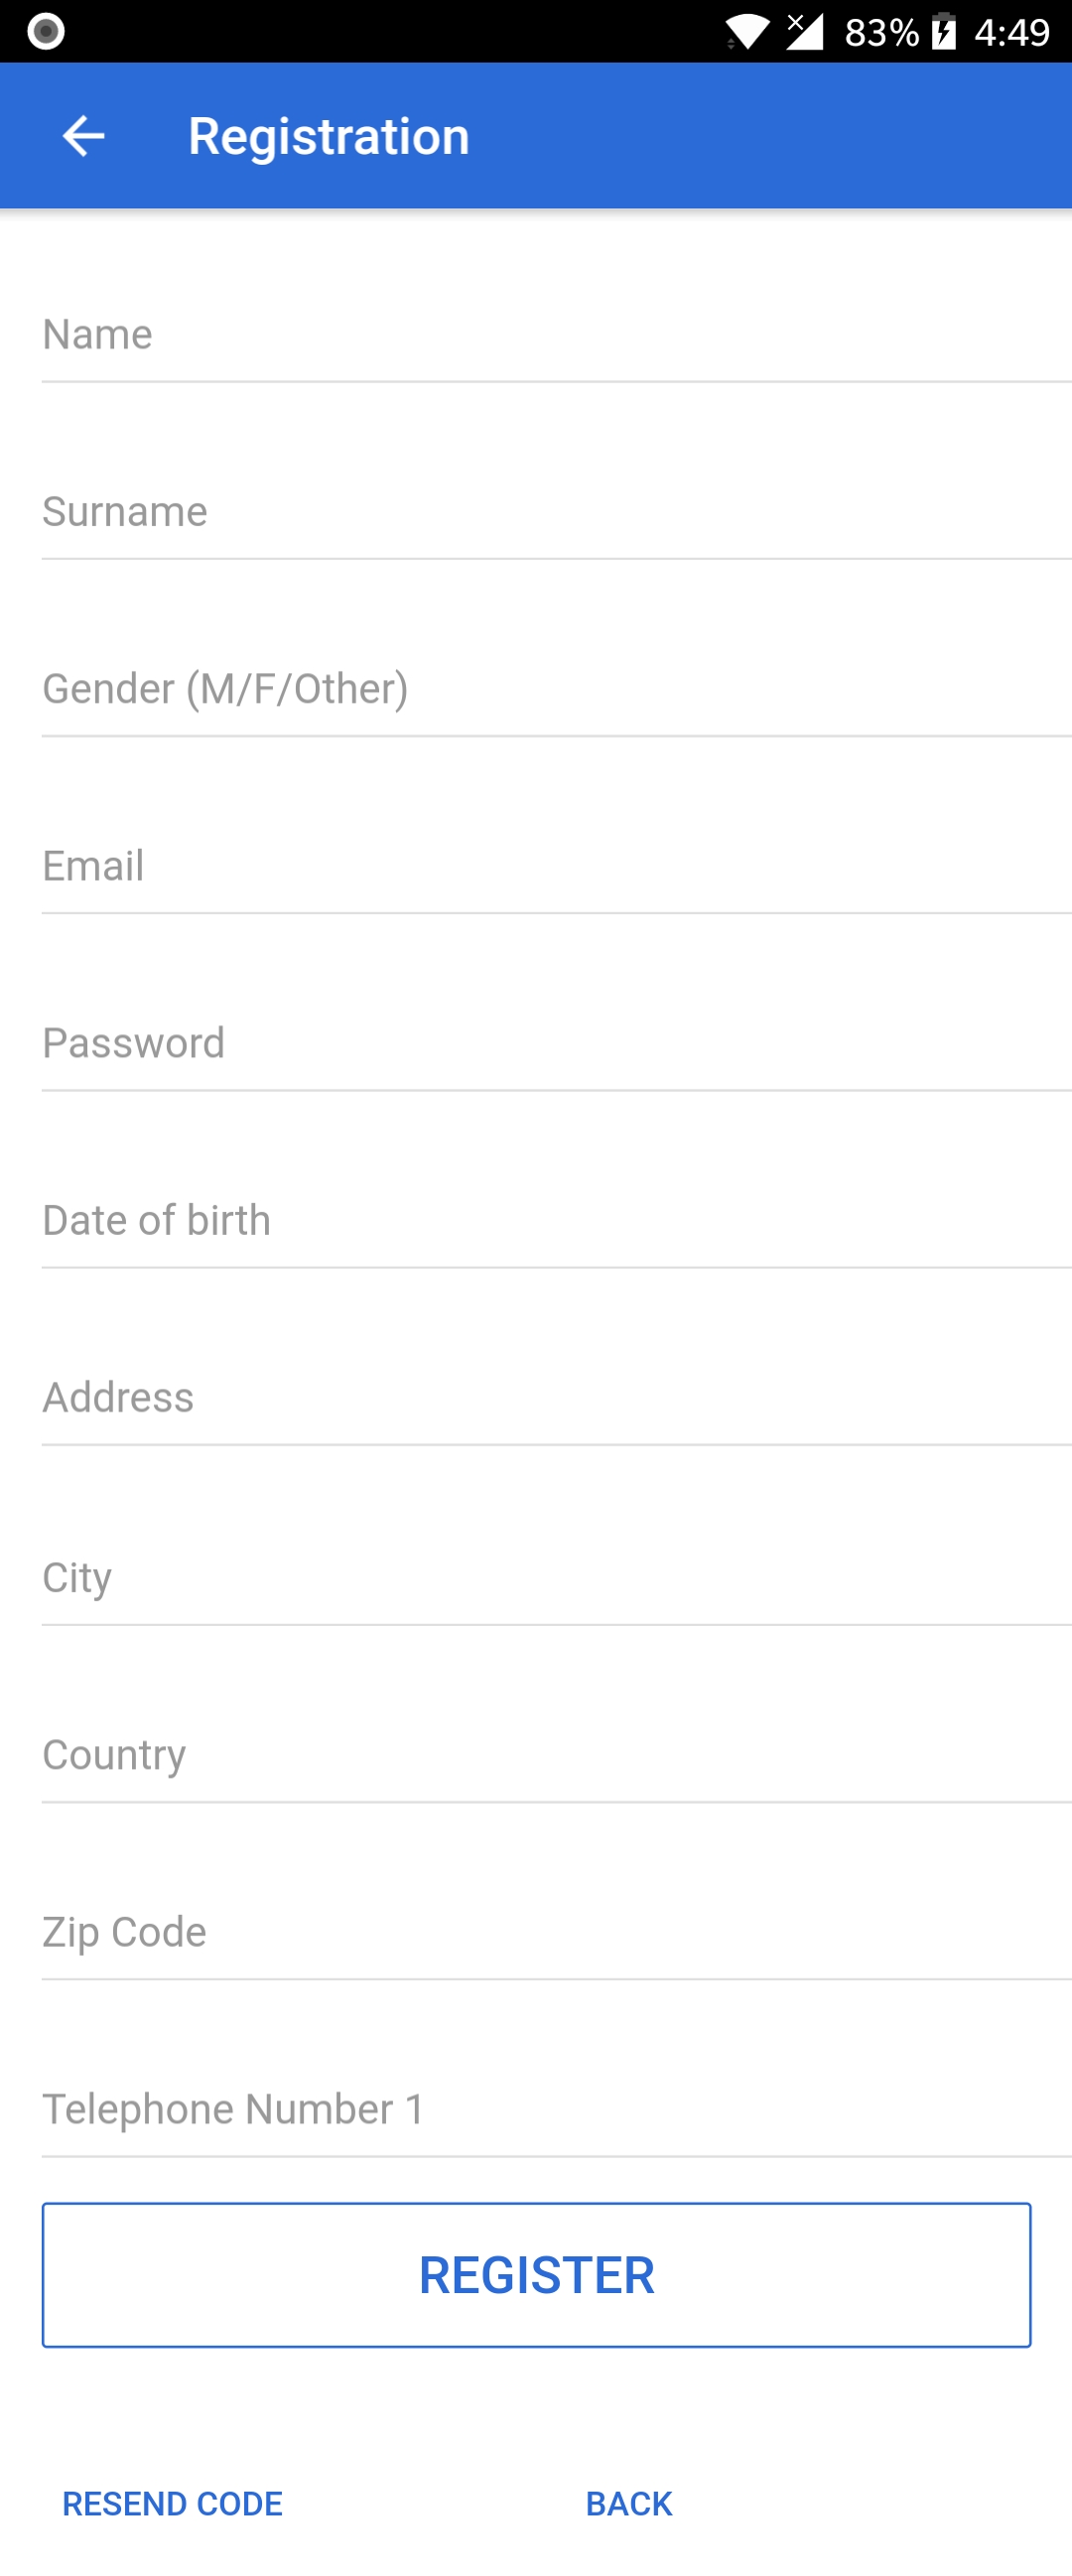 83% 4:49
Registration
Name
Surname
Gender (M/F/Other)
Email
Password
Date of birth
Address
City
Country
Zip Code
Telephone Number 1
REGISTER
RESEND CODE BACK